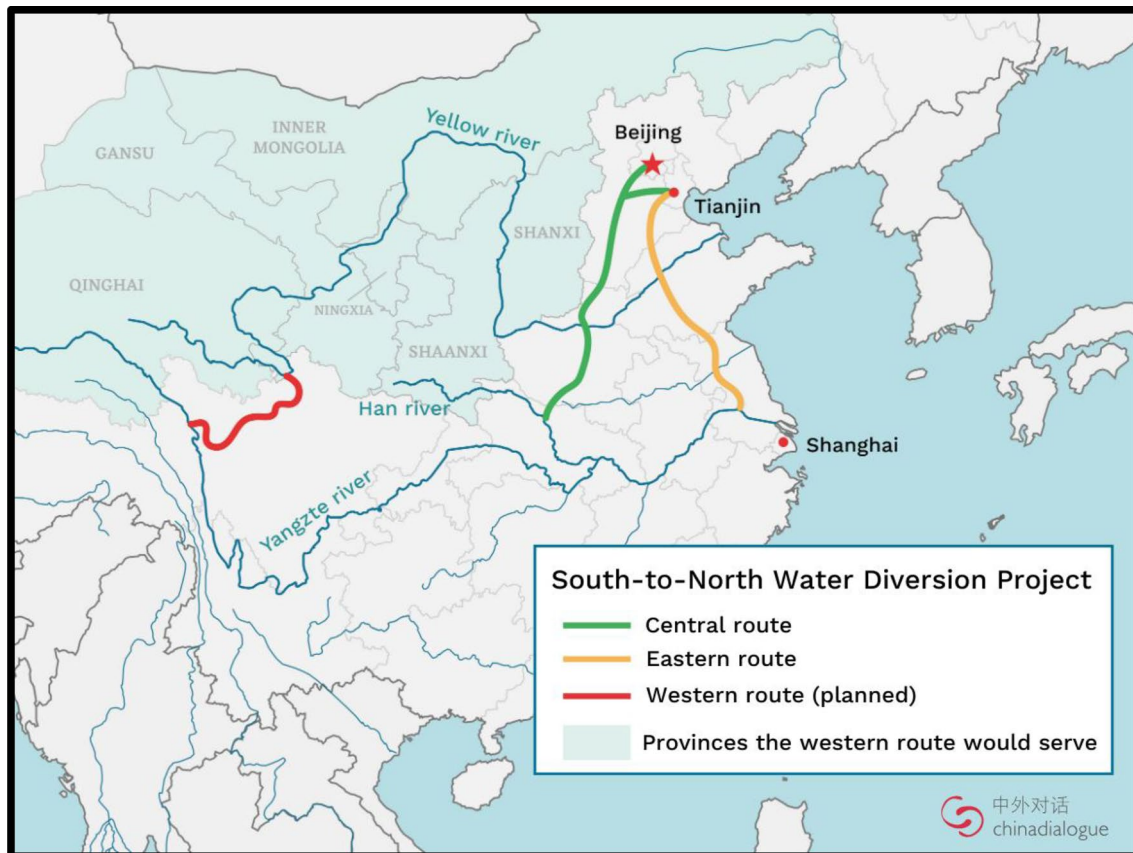 Beijing
Yellow river
INNER
MONGOLIA
GANSU
Tianjin
SHANXI
QINGHAI
NINGXIA
SHAANXI
Han river
Shanghai
Yangzte river
South-to-North Water Diversion Project
Central route
Eastern route
Western route (planned)
Provinces the western route would serve
中外对话
chinadialogue